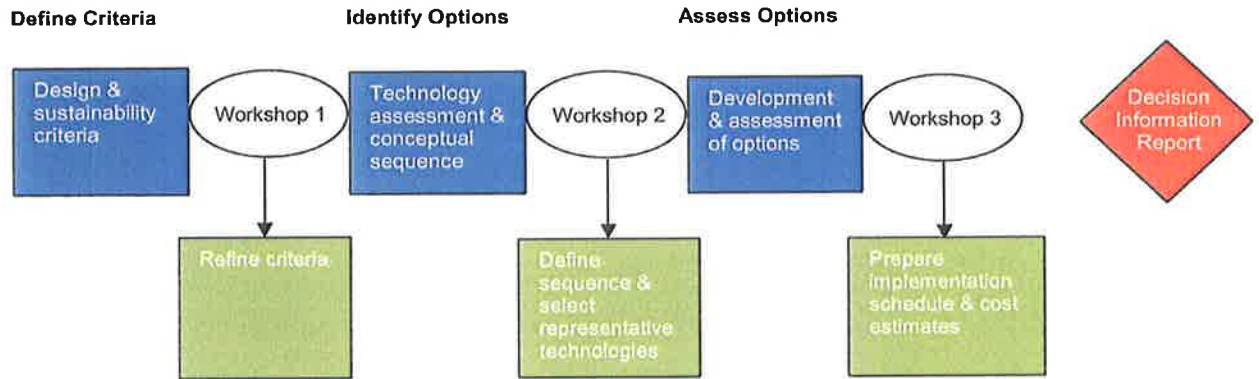 Define Criteria
Identify Options
Assess Options
Design &
sustainability
criteria
Workshop 1
Technology
assessment &
conceptual
sequence
Workshop 2
Development
& assessment
of options
Workshop 3
Decision
Information
Report
Refine criteria
Define
sequence &
select
representative
technologies
Prepare
implementation
schedule & cost
estimates